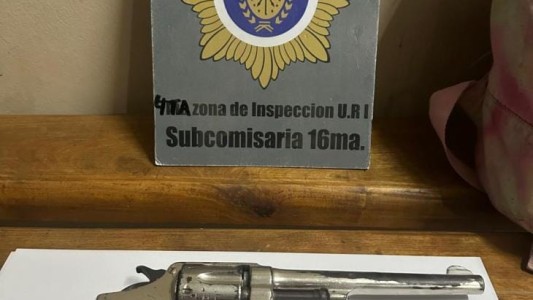 4TA zona de Inspeccion U.R I
Subcomisaria 16ma.